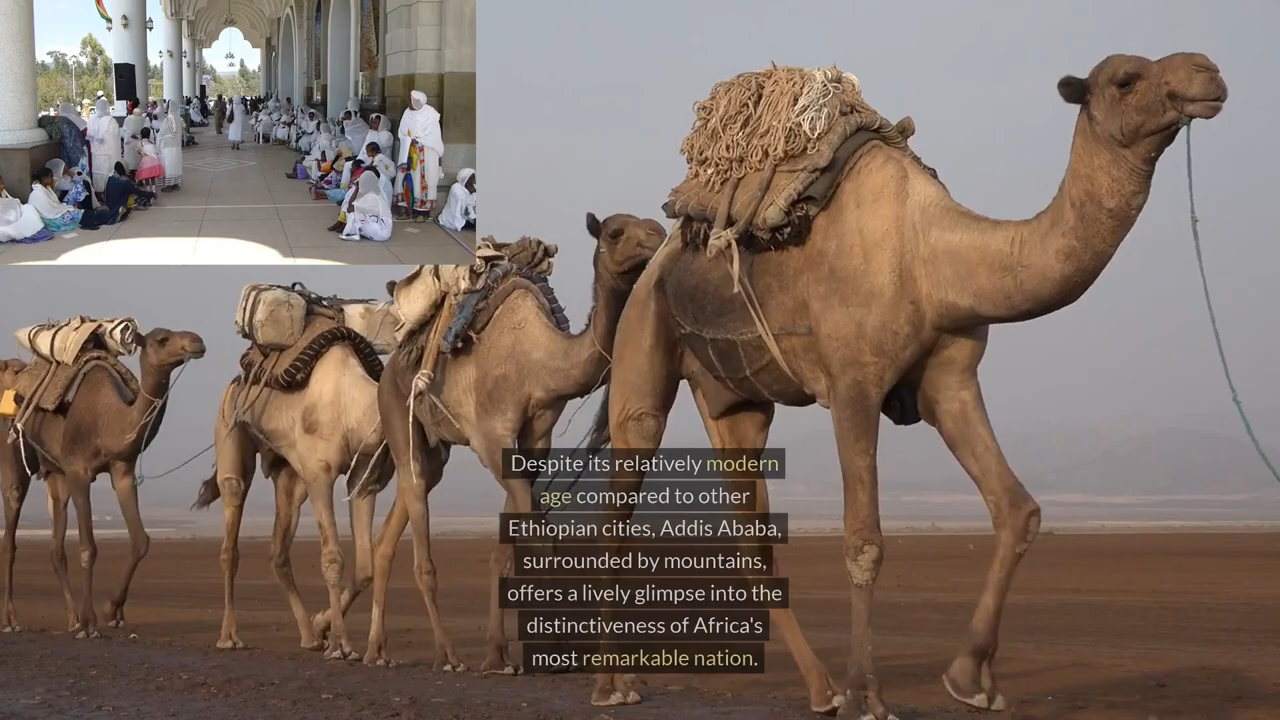 Despite its relatively modern
age compared to other
Ethiopian cities, Addis Ababa,
surrounded by mountains,
offers a lively glimpse into the
distinctiveness of Africa's
most remarkable nation.